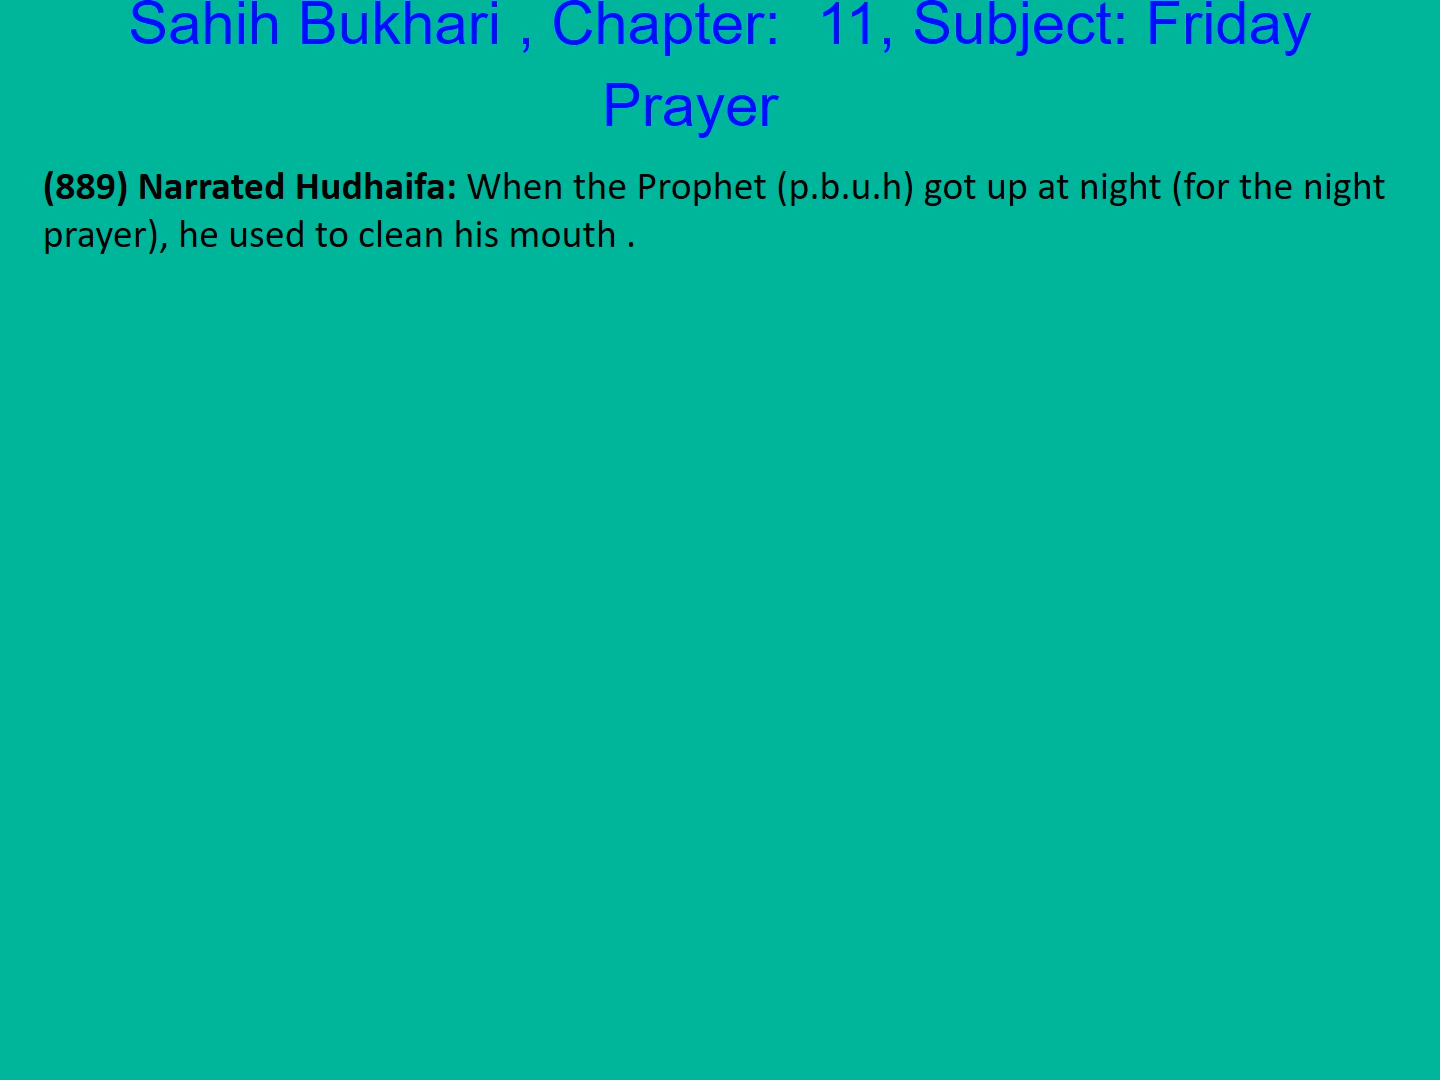 Sahih Bukhari , Chapter:  11, Subject: Friday
Prayer
(889) Narrated Hudhaifa: When the Prophet (p.b.u.h) got up at night (for the night
prayer), he used to clean his mouth .